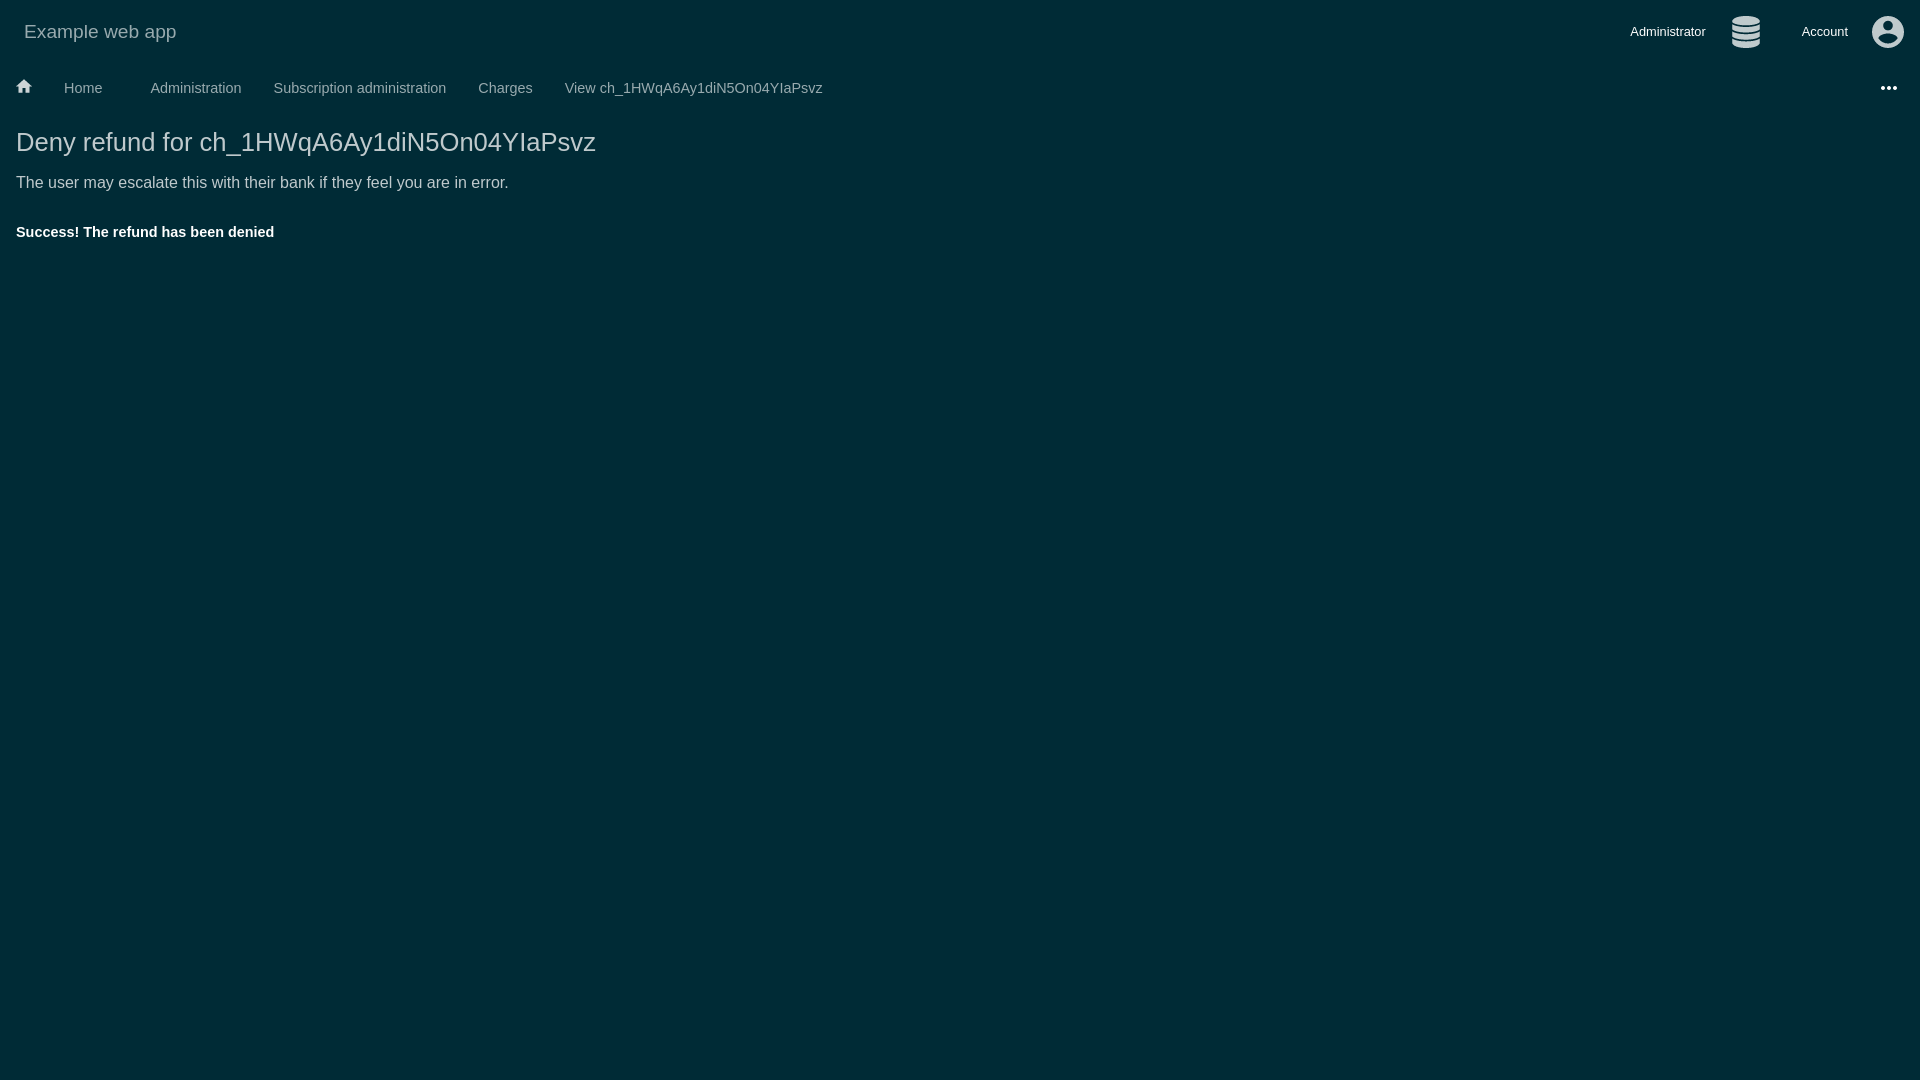 Example web app
Administrator
Account
Home
Administration
Subscription administration
Charges
View ch_1HWqA6Ay1diN5On04YIaPsvz
Deny refund for ch_1HWqA6Ay1diN5On04YIaPsvz
The user may escalate this with their bank if they feel you are in error.
Success! The refund has been denied